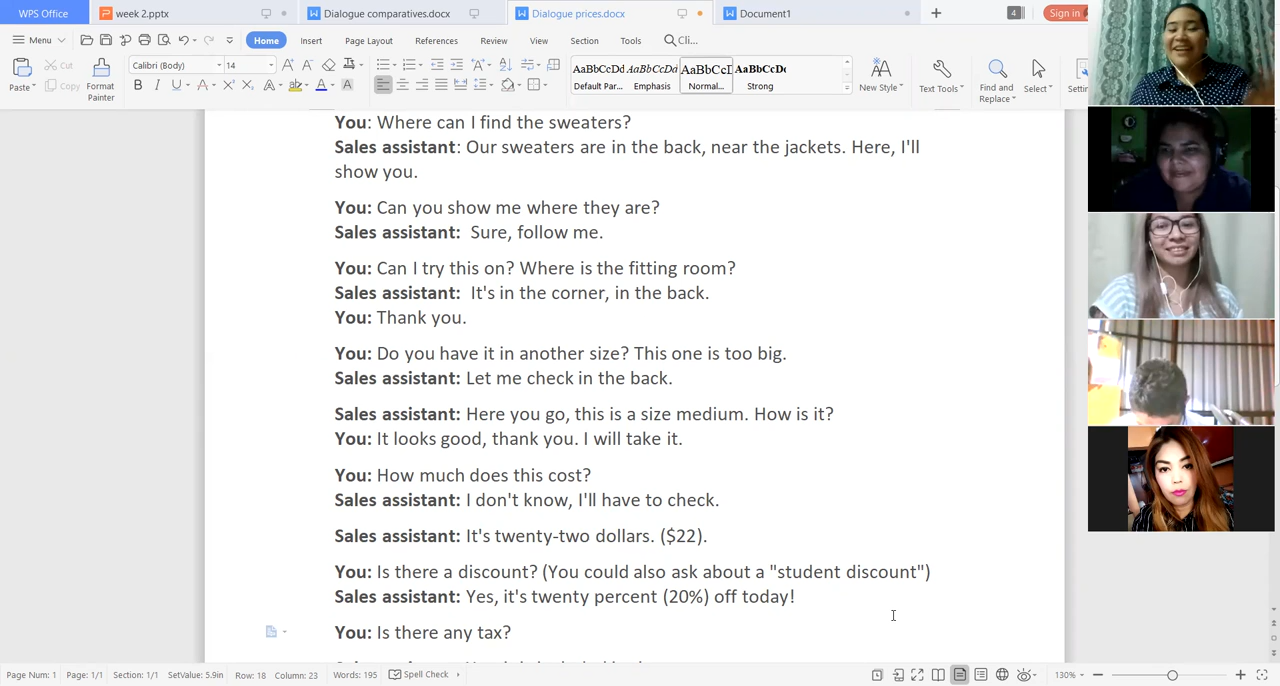 WPS Office
week 2.pptx
Dialogue comparatives.docx
Dialogue prices.docx
Document1
+
4
Sign in
Menu
Home
Insert
Page Layout
References
Review
View
Section
Tools
Cli...
Paste
Cut
Copy
Format
Painter
Calibri (Body)
14
AaBbCcDd
Default Par...
AaBbCcDd
Emphasis
AaBbCcI
Normal...
AaBbCcDc
Strong
New Style
Text Tools
Find and
Replace
Select
You: Where can I find the sweaters?
Sales assistant: Our sweaters are in the back, near the jackets. Here, I'll
show you.
You: Can you show me where they are?
Sales assistant: Sure, follow me.
You: Can I try this on? Where is the fitting room?
Sales assistant: It's in the corner, in the back.
You: Thank you.
You: Do you have it in another size? This one is too big.
Sales assistant: Let me check in the back.
Sales assistant: Here you go, this is a size medium. How is it?
You: It looks good, thank you. I will take it.
You: How much does this cost?
Sales assistant: I don't know, I'll have to check.
Sales assistant: It's twenty-two dollars. ($22).
You: Is there a discount? (You could also ask about a "student discount")
Sales assistant: Yes, it's twenty percent (20%) off today!
You: Is there any tax?
Page Num: 1 Page: 1/1 Section: 1/1 SetValue: 5.9in Row: 18 Column: 23 Words: 195 Spell Check 130%